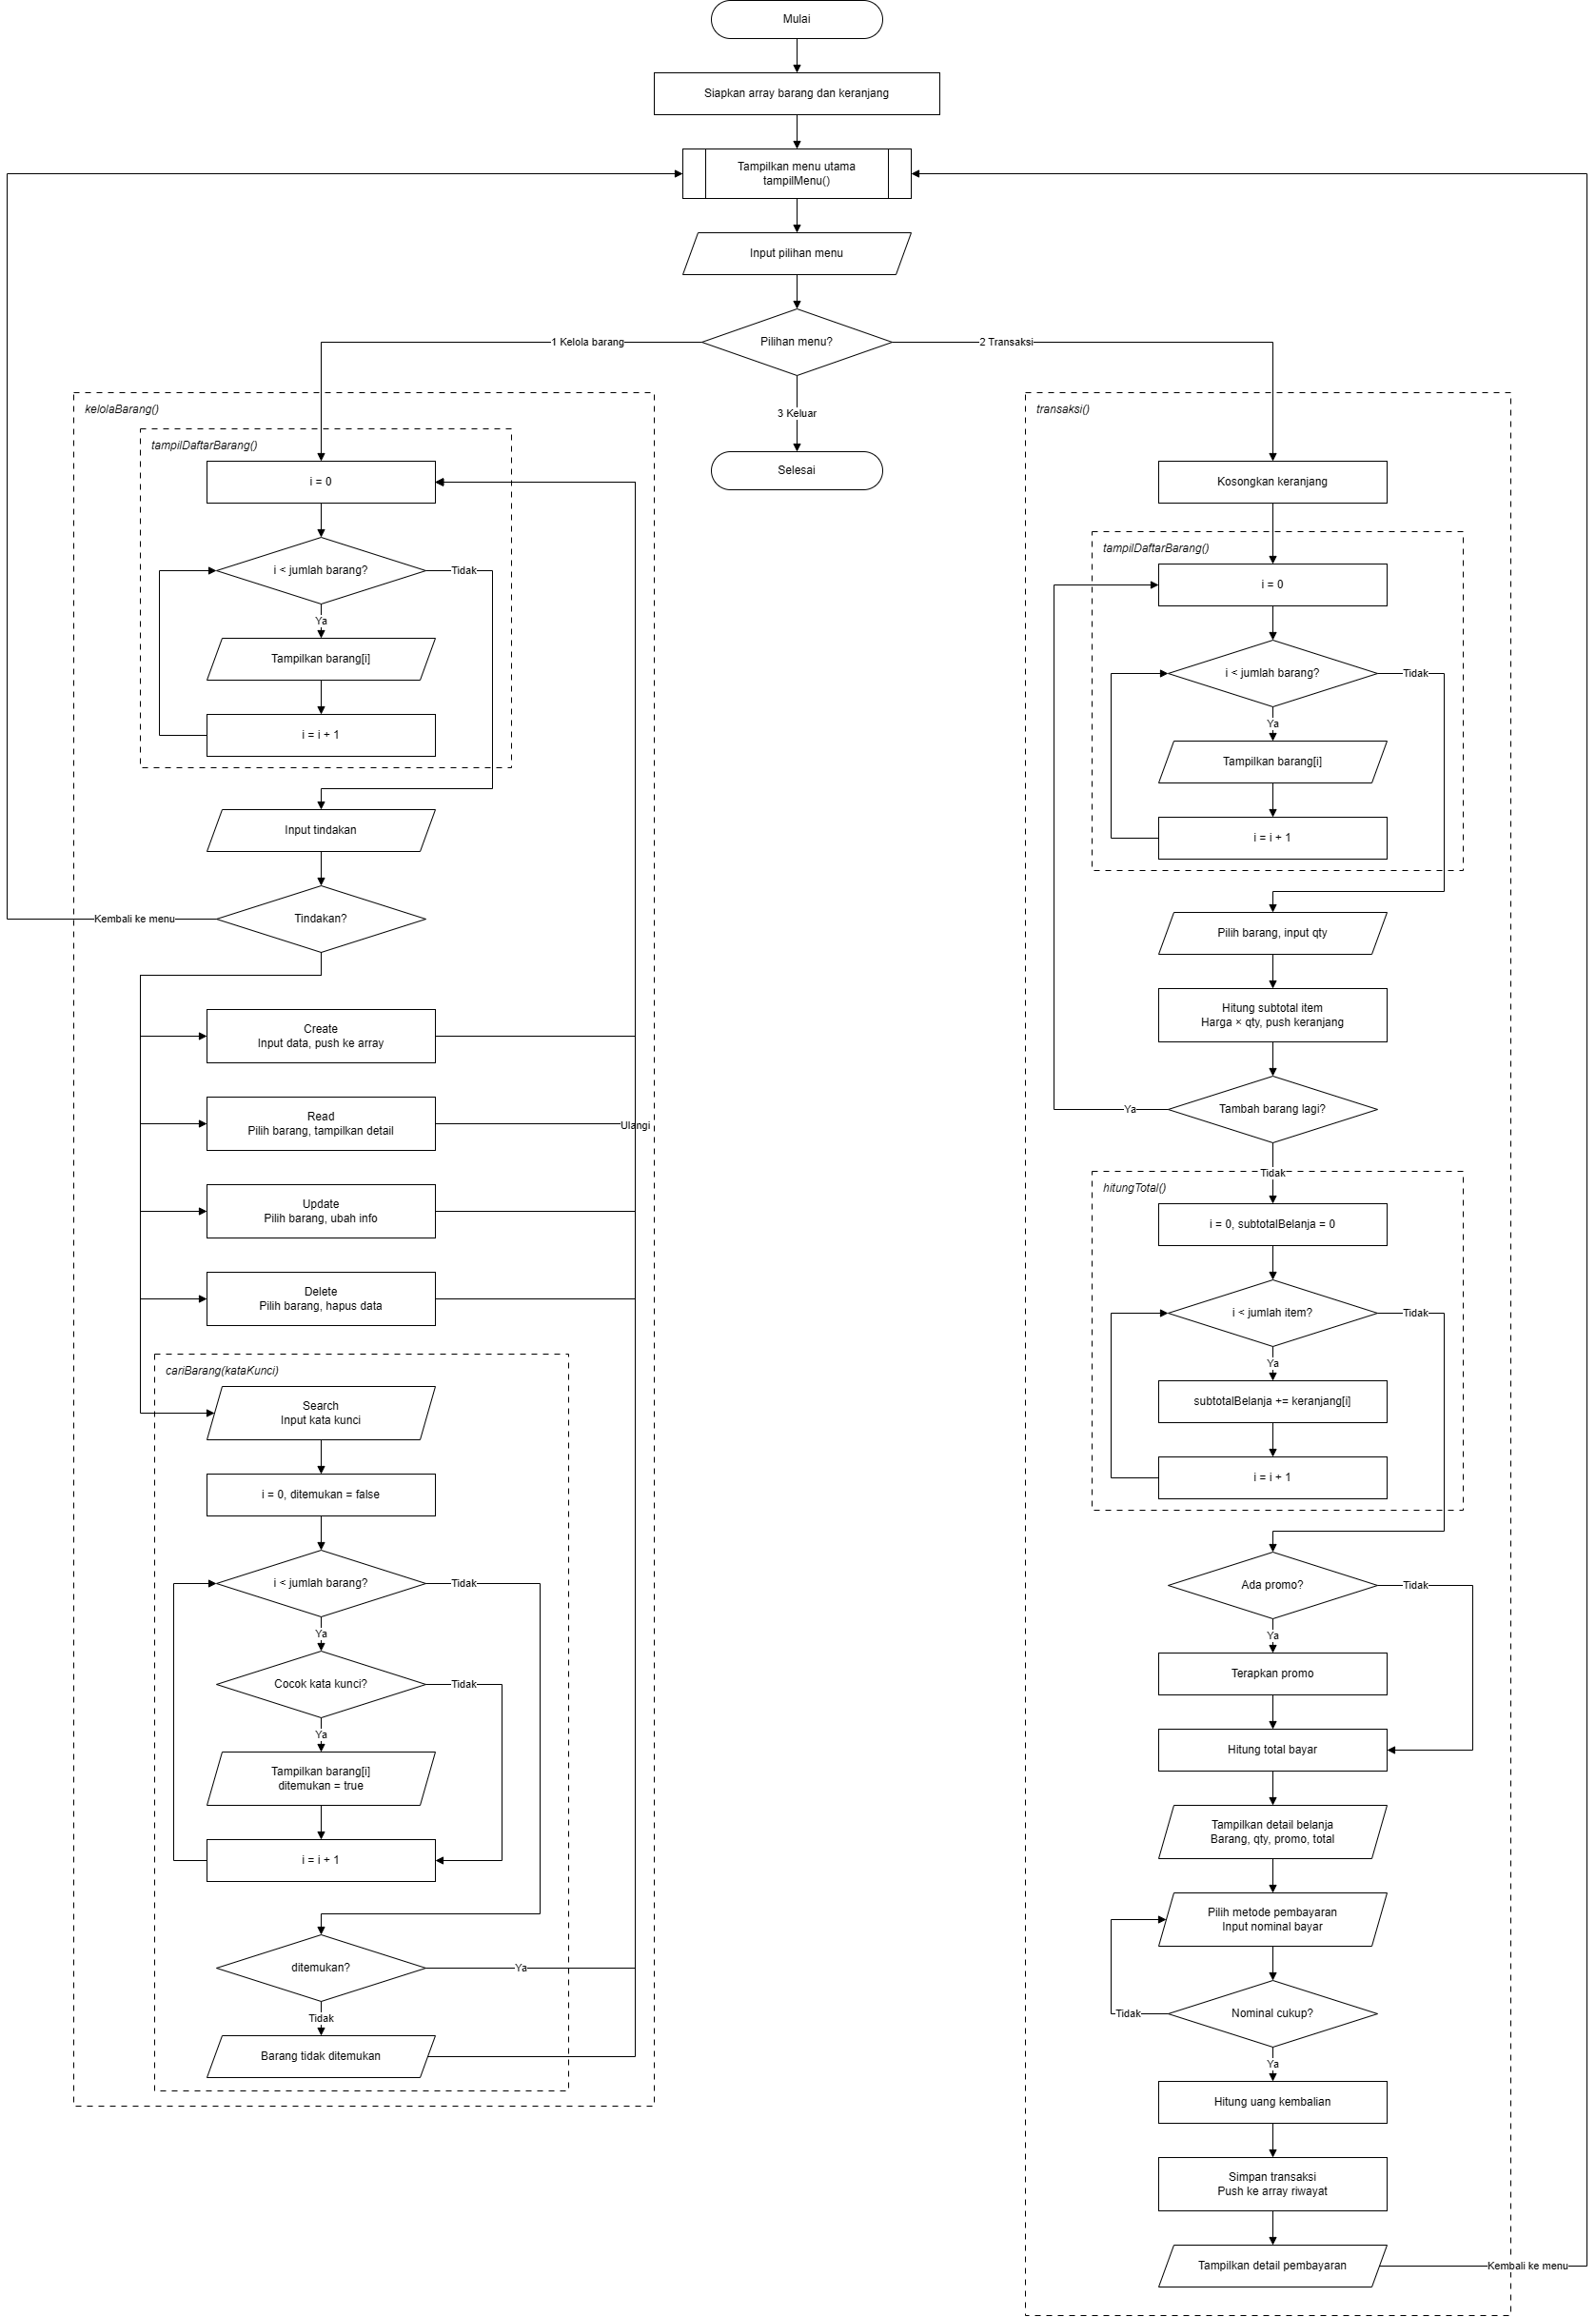 Mulai
Siapkan array barang dan keranjang
Tampilkan menu utama
tampilMenu()
Input pilihan menu
Pilihan menu?
1 Kelola barang
2 Transaksi
3 Keluar
Selesai
kelolaBarang()
tampilDaftarBarang()
i = 0
i < jumlah barang?
Tidak
Ya
Tampilkan barang[i]
i = i + 1
Input tindakan
Tindakan?
Kembali ke menu
Create
Input data, push ke array
Read
Pilih barang, tampilkan detail
Ulangi
Update
Pilih barang, ubah info
Delete
Pilih barang, hapus data
cariBarang(kataKunci)
Search
Input kata kunci
i = 0, ditemukan = false
i < jumlah barang?
Tidak
Ya
Cocok kata kunci?
Tidak
Ya
Tampilkan barang[i]
ditemukan = true
i = i + 1
ditemukan?
Ya
Tidak
Barang tidak ditemukan
transaksi()
Kosongkan keranjang
tampilDaftarBarang()
i = 0
i < jumlah barang?
Tidak
Ya
Tampilkan barang[i]
i = i + 1
Pilih barang, input qty
Hitung subtotal item
Harga × qty, push keranjang
Tambah barang lagi?
Ya
Tidak
hitungTotal()
i = 0, subtotalBelanja = 0
i < jumlah item?
Tidak
Ya
subtotalBelanja += keranjang[i]
i = i + 1
Ada promo?
Tidak
Ya
Terapkan promo
Hitung total bayar
Tampilkan detail belanja
Barang, qty, promo, total
Pilih metode pembayaran
Input nominal bayar
Nominal cukup?
Tidak
Ya
Hitung uang kembalian
Simpan transaksi
Push ke array riwayat
Tampilkan detail pembayaran
Kembali ke menu